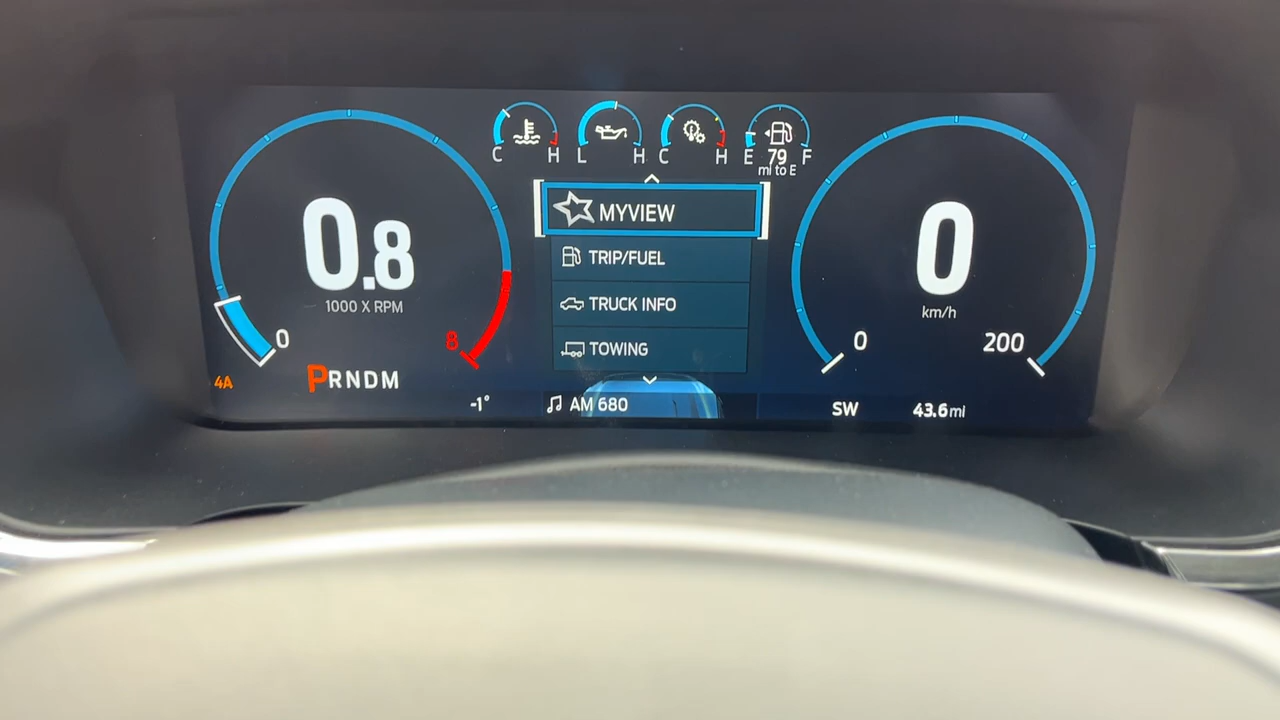 C H L H C H E 79 F
mi to E
MYVIEW
TRIP/FUEL
TRUCK INFO
TOWING
0.8
1000 X RPM
0
8
4A
PRNDM
-1°
AM 680
0
km/h
0
200
SW
43.6mi